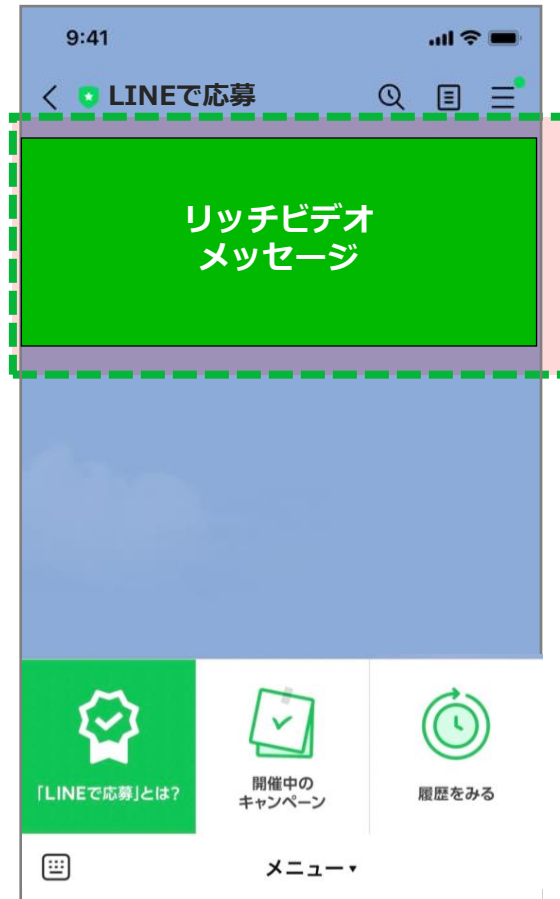 9:41
LINEで応募
リッチビデオ
メッセージ
「LINEで応募」とは?
開催中の
キャンペーン
履歴をみる
メニュー▼